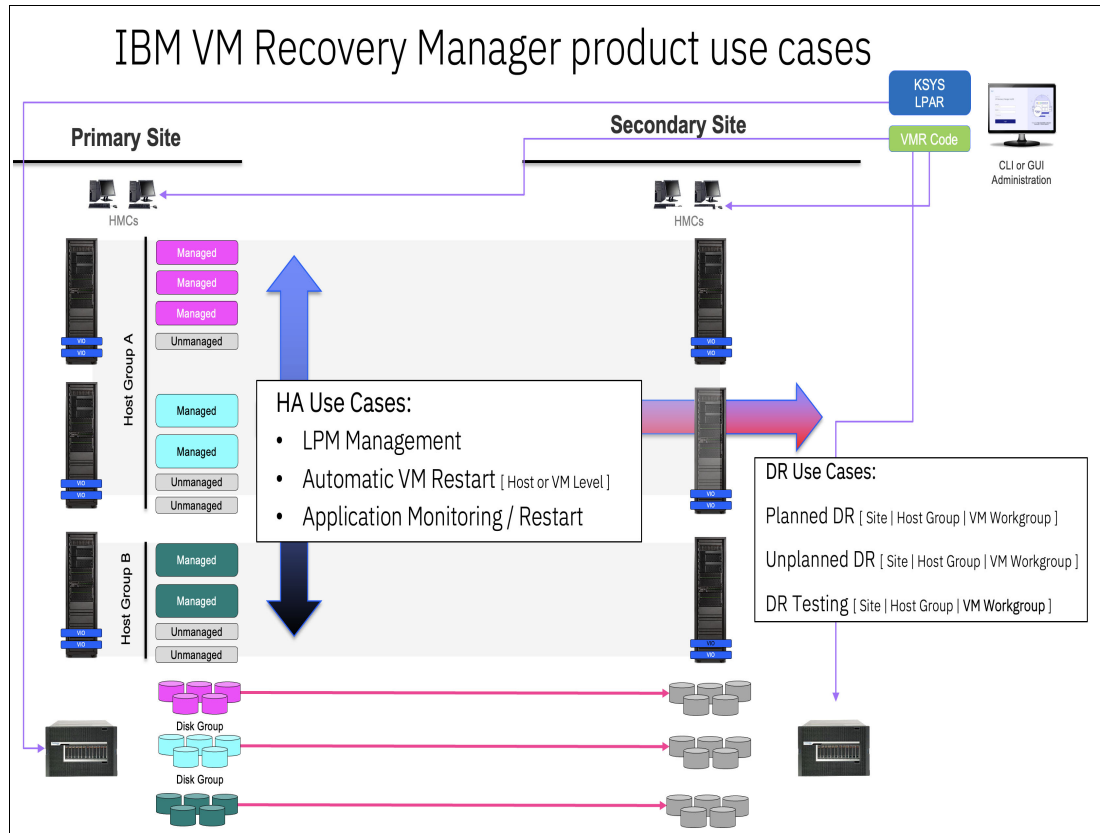 IBM VM Recovery Manager product use cases
KSYS
LPAR
VMR Code
CLI or GUI
Administration
Primary Site
Secondary Site
HMCs
HMCs
Host Group A
Managed
Managed
Managed
Unmanaged
VIO
VIO
VIO
VIO
Managed
Managed
Unmanaged
Unmanaged
VIO
VIO
VIO
VIO
HA Use Cases:
• LPM Management
• Automatic VM Restart [ Host or VM Level ]
• Application Monitoring / Restart
DR Use Cases:
Planned DR [ Site | Host Group | VM Workgroup ]
Unplanned DR [ Site | Host Group | VM Workgroup ]
DR Testing [ Site | Host Group | VM Workgroup ]
Host Group B
Managed
Managed
Unmanaged
Unmanaged
VIO
VIO
VIO
VIO
Disk Group
Disk Group